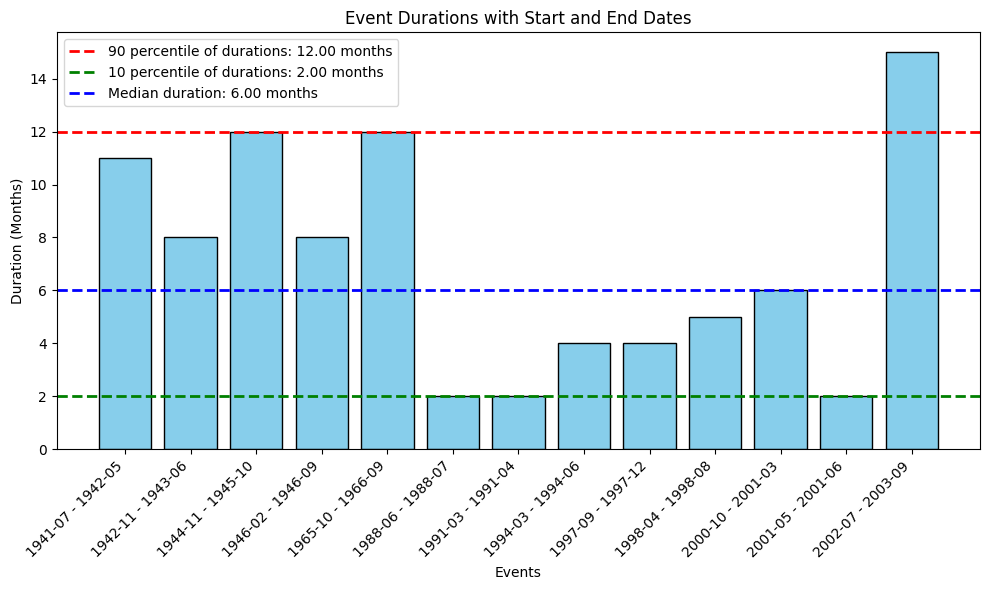 Event Durations with Start and End Dates
90 percentile of durations: 12.00 months
10 percentile of durations: 2.00 months
Median duration: 6.00 months
Duration (Months)
14
12
10
8
6
4
2
0
1941-07 - 1942-05
1942-11 - 1943-06
1944-11 - 1945-10
1946-02 - 1946-09
1965-10 - 1966-09
1988-06 - 1988-07
1991-03 - 1991-04
1994-03 - 1994-06
1997-09 - 1997-12
1998-04 - 1998-08
2000-10 - 2001-03
2001-05 - 2001-06
2002-07 - 2003-09
Events